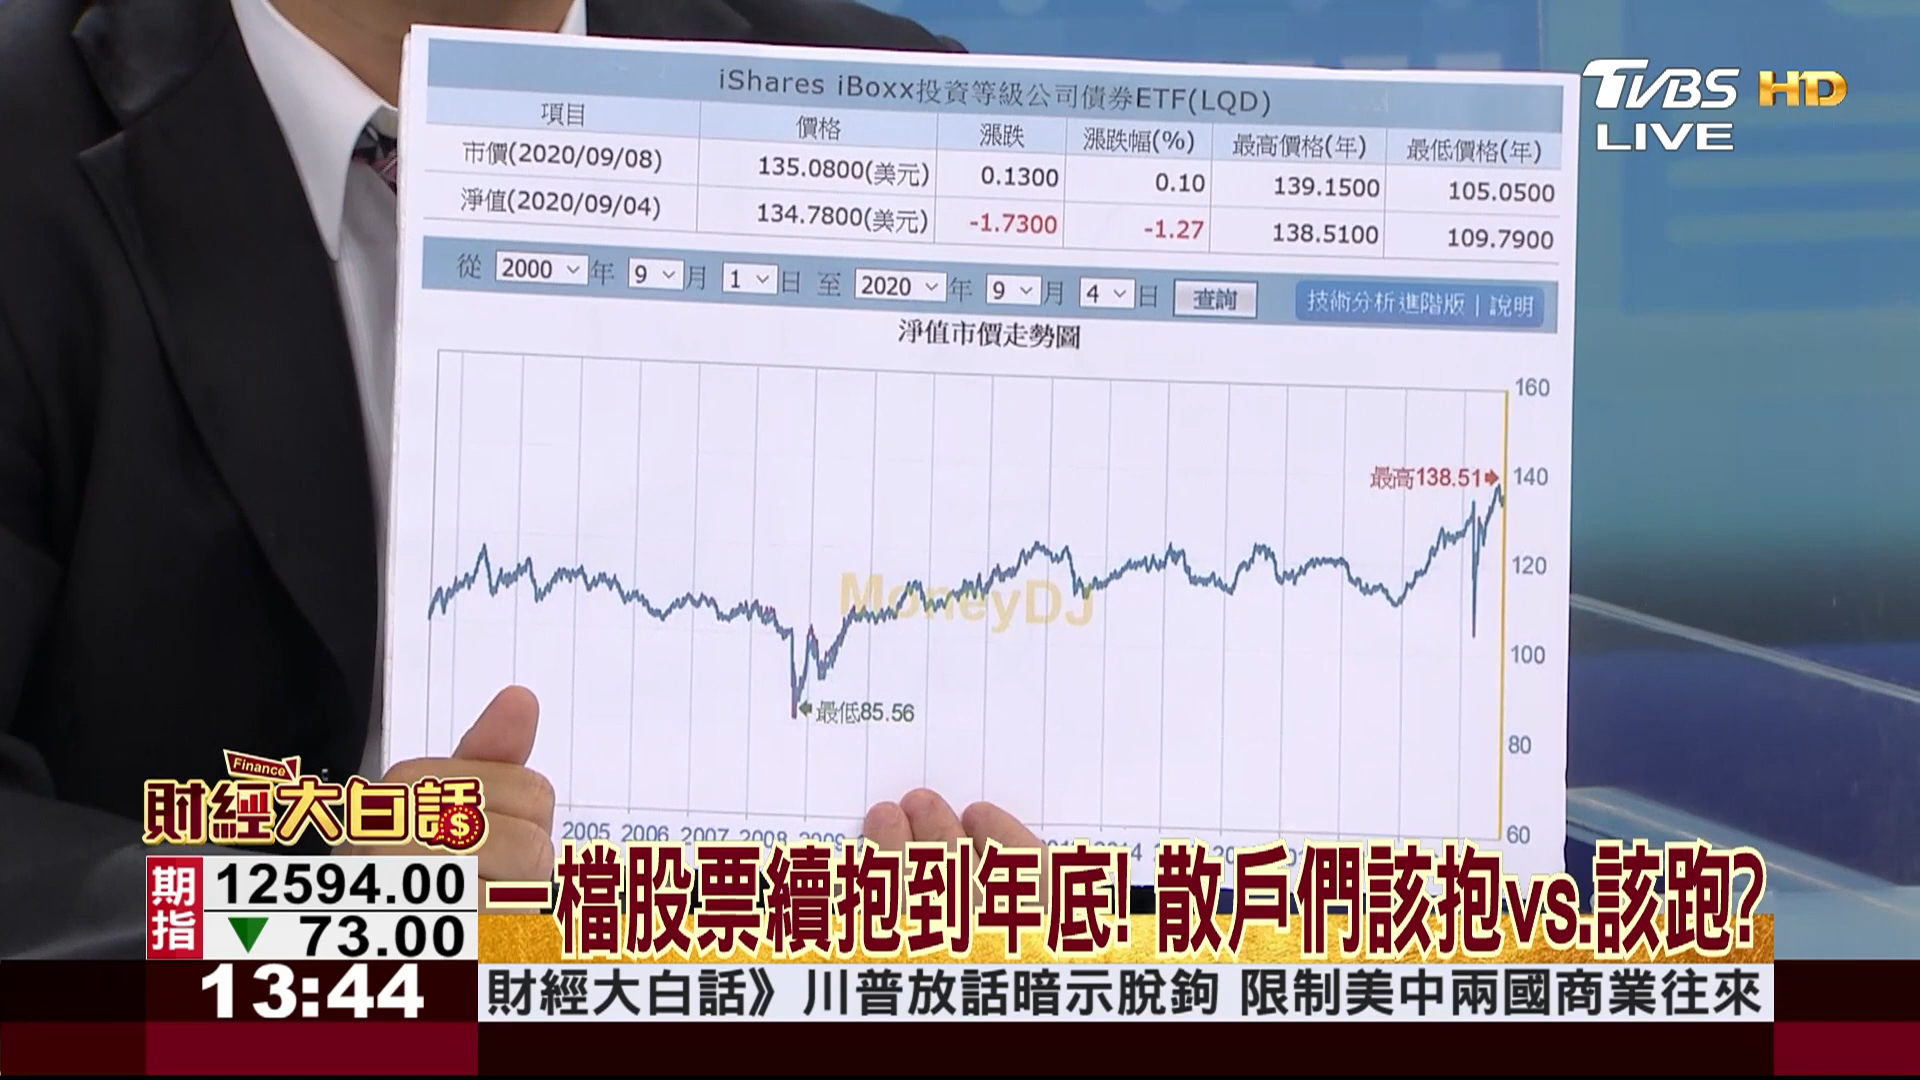 iShares iBoxx投資等級公司債券ETF(LQD)
項目 價格 漲跌 漲跌幅(%) 最高價格(年) 最低價格(年)
市價(2020/09/08) 135.0800(美元) 0.1300 0.10 139.1500 105.0500
淨值(2020/09/04) 134.7800(美元) -1.7300 -1.27 138.5100 109.7900
從 2000 年 9 月 1 日 至 2020 年 9 月 4 日 查詢 技術分析進階版 | 說明
淨值市價走勢圖
160
最高138.51
140
120
MoneyDJ
100
最低85.56
80
60
2005 2006 2007 2008 2009
TVBS HD
LIVE
Finance
財經大白話
$
期指 12594.00
▼ 73.00
13:44
一檔股票續抱到年底! 散戶們該抱vs.該跑?
財經大白話》川普放話暗示脫鉤 限制美中兩國商業往來